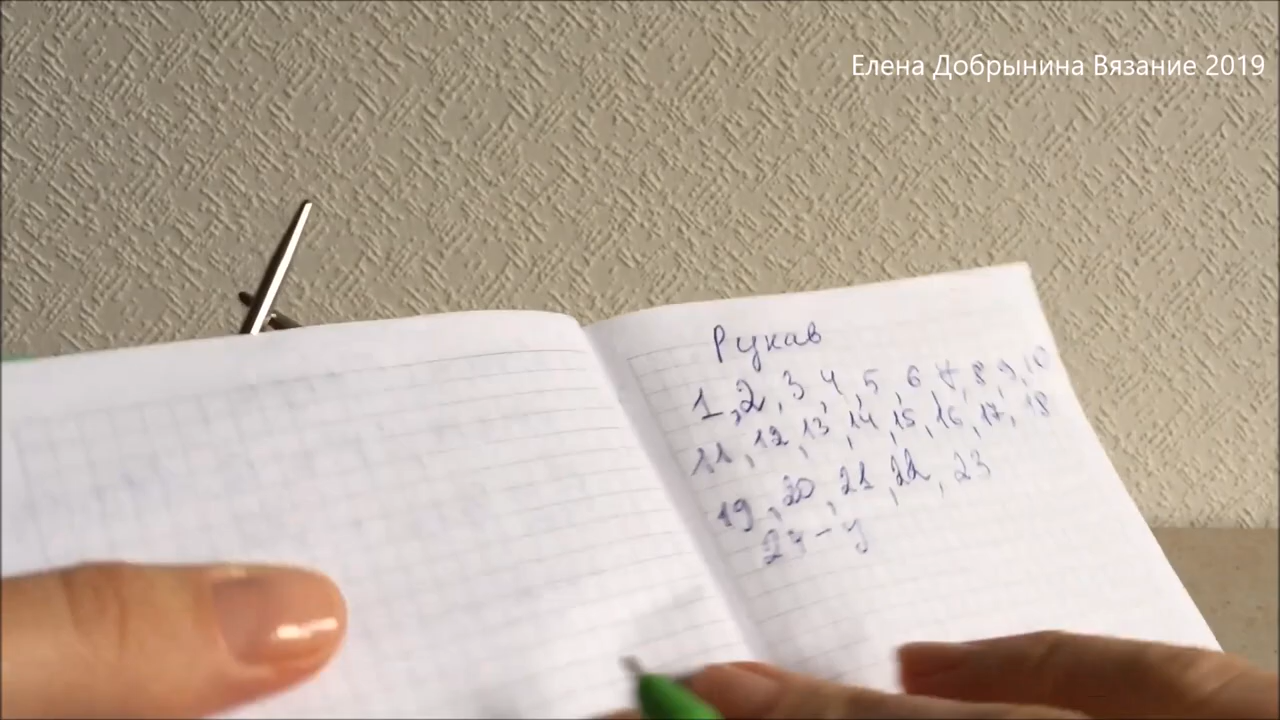 Елена Добрынина Вязание 2019
Рукав
1, 2, 3, 4, 5, 6, 7, 8, 9, 10
11, 12, 13, 14, 15, 16, 17, 18
19, 20, 21, 22, 23
24 - у